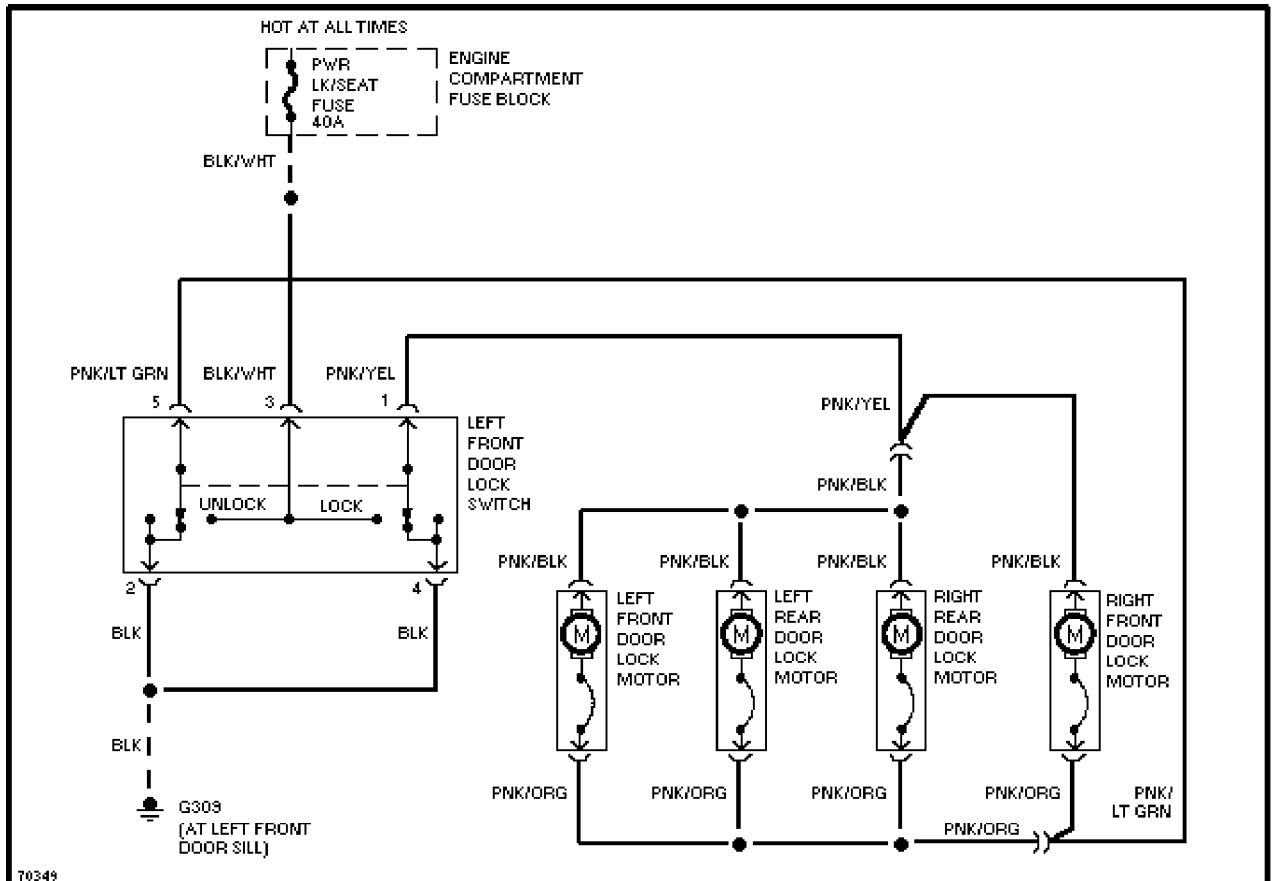 HOT AT ALL TIMES
PWR
LK/SEAT
FUSE
40A
ENGINE
COMPARTMENT
FUSE BLOCK
BLK/WHT
PNK/LT GRN
BLK/WHT
PNK/YEL
5
3
1
LEFT
FRONT
DOOR
LOCK
SWITCH
UNLOCK
LOCK
2
4
BLK
BLK
BLK
G309
(AT LEFT FRONT
DOOR SILL)
PNK/YEL
PNK/BLK
PNK/BLK
PNK/BLK
PNK/BLK
PNK/BLK
M
LEFT
FRONT
DOOR
LOCK
MOTOR
M
LEFT
REAR
DOOR
LOCK
MOTOR
M
RIGHT
REAR
DOOR
LOCK
MOTOR
M
RIGHT
FRONT
DOOR
LOCK
MOTOR
PNK/ORG
PNK/ORG
PNK/ORG
PNK/ORG
PNK/
LT GRN
PNK/ORG
70349